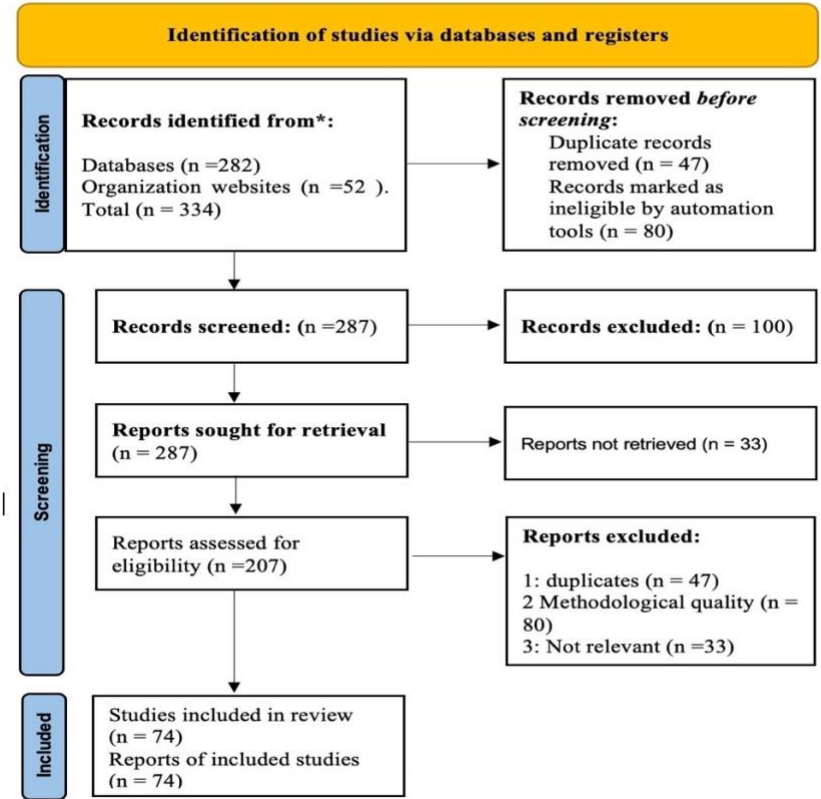 Identification of studies via databases and registers
Identification
Records identified from*:
Databases (n =282)
Organization websites (n =52 ).
Total (n = 334)
Records removed before
screening:
Duplicate records
removed (n = 47)
Records marked as
ineligible by automation
tools (n = 80)
Screening
Records screened: (n =287)
Records excluded: (n = 100)
Reports sought for retrieval
(n = 287)
Reports not retrieved (n = 33)
Reports assessed for
eligibility (n =207)
Reports excluded:
1: duplicates (n = 47)
2 Methodological quality (n =
80)
3: Not relevant (n =33)
Included
Studies included in review
(n = 74)
Reports of included studies
(n = 74)